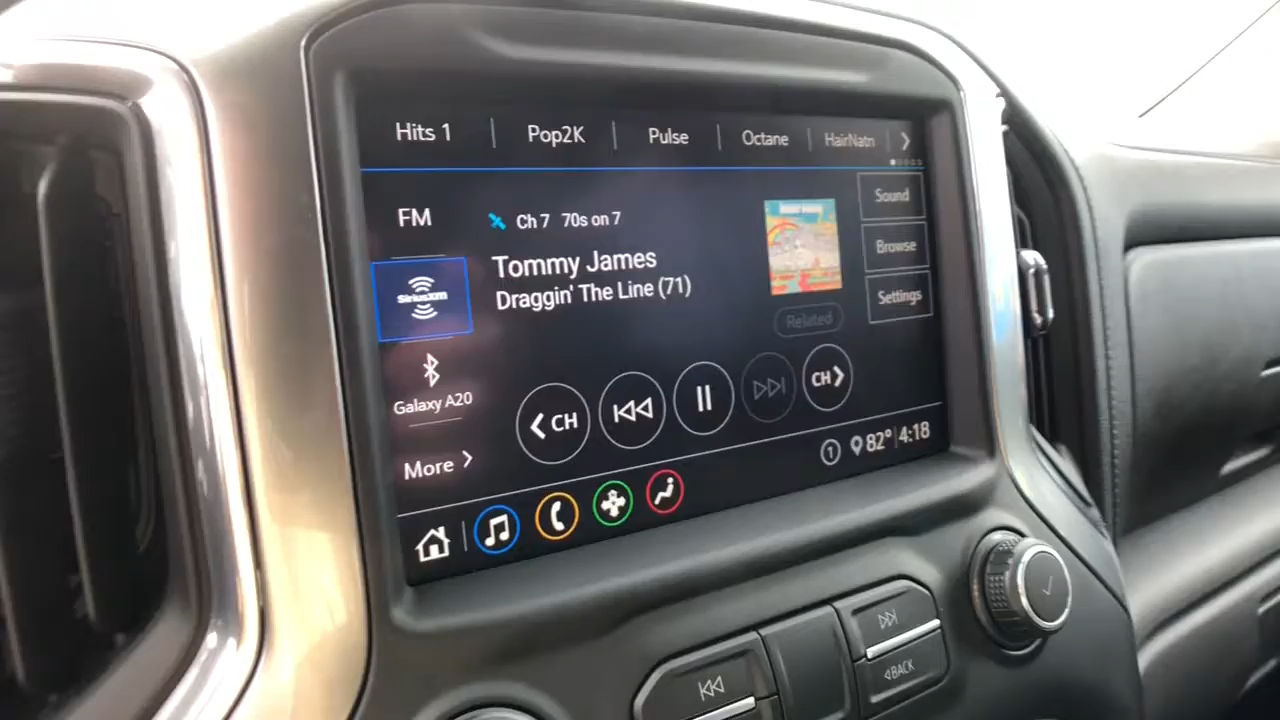 Hits 1
Pop2K
Pulse
Octane
HairNatn
FM
Ch 7 70s on 7
Tommy James
Draggin' The Line (71)
SiriusXM
Galaxy A20
More
Sound
Browse
Settings
Related
CH
CH
1
82°
4:18
BACK